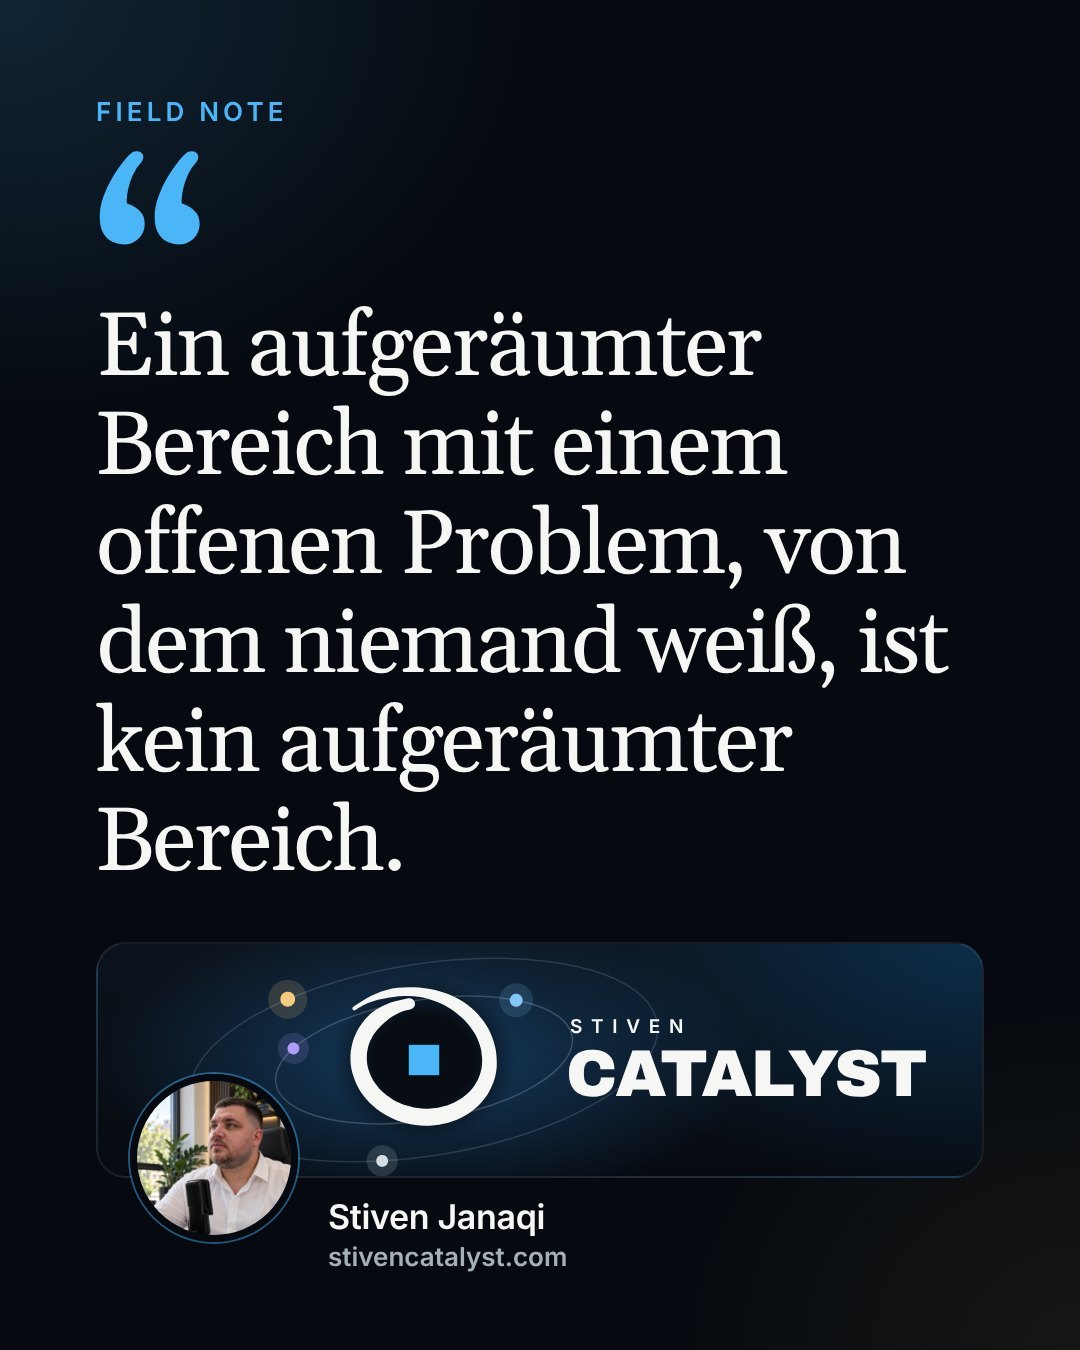 FIELD NOTE
“
Ein aufgeräumter
Bereich mit einem
offenen Problem, von
dem niemand weiß, ist
kein aufgeräumter
Bereich.
STIVEN
CATALYST
Stiven Janaqi
stivencatalyst.com